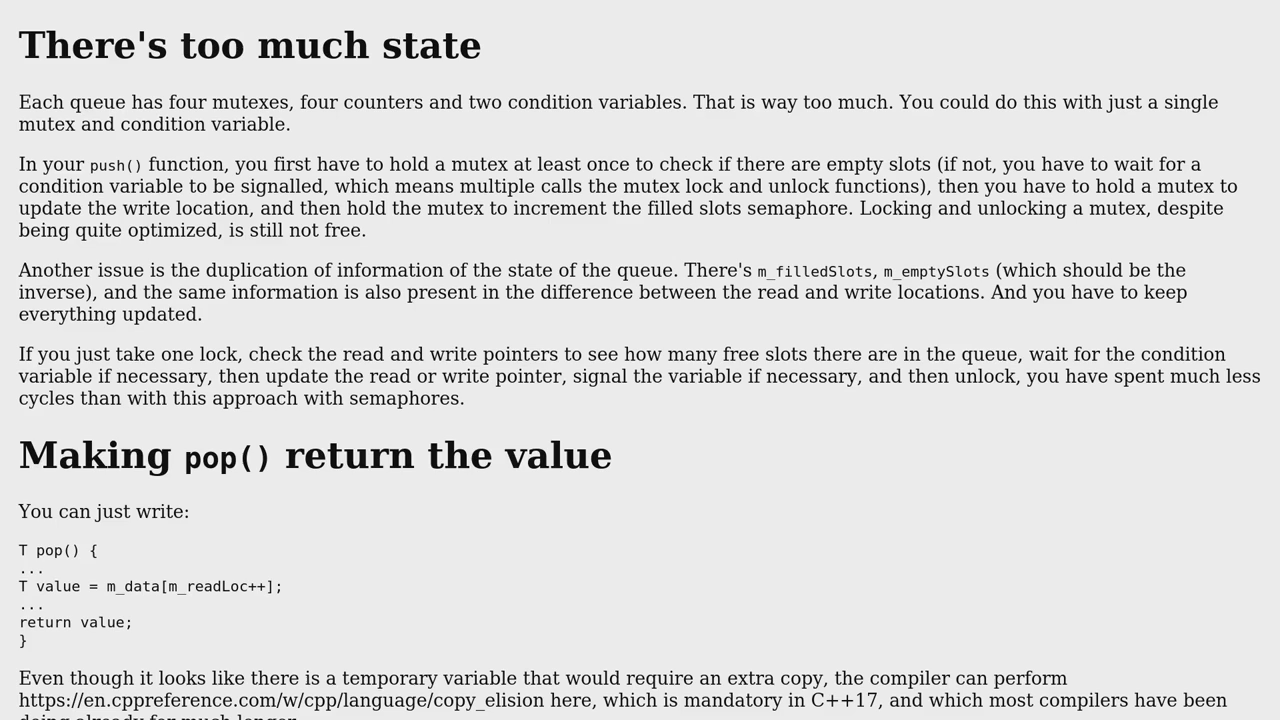 There's too much state
Each queue has four mutexes, four counters and two condition variables. That is way too much. You could do this with just a single
mutex and condition variable.
In your push() function, you first have to hold a mutex at least once to check if there are empty slots (if not, you have to wait for a
condition variable to be signalled, which means multiple calls the mutex lock and unlock functions), then you have to hold a mutex to
update the write location, and then hold the mutex to increment the filled slots semaphore. Locking and unlocking a mutex, despite
being quite optimized, is still not free.
Another issue is the duplication of information of the state of the queue. There's m_filledSlots, m_emptySlots (which should be the
inverse), and the same information is also present in the difference between the read and write locations. And you have to keep
everything updated.
If you just take one lock, check the read and write pointers to see how many free slots there are in the queue, wait for the condition
variable if necessary, then update the read or write pointer, signal the variable if necessary, and then unlock, you have spent much less
cycles than with this approach with semaphores.
Making pop() return the value
You can just write:
T pop() {
...
T value = m_data[m_readLoc++];
...
return value;
}
Even though it looks like there is a temporary variable that would require an extra copy, the compiler can perform
https://en.cppreference.com/w/cpp/language/copy_elision here, which is mandatory in C++17, and which most compilers have been
doing already for much longer